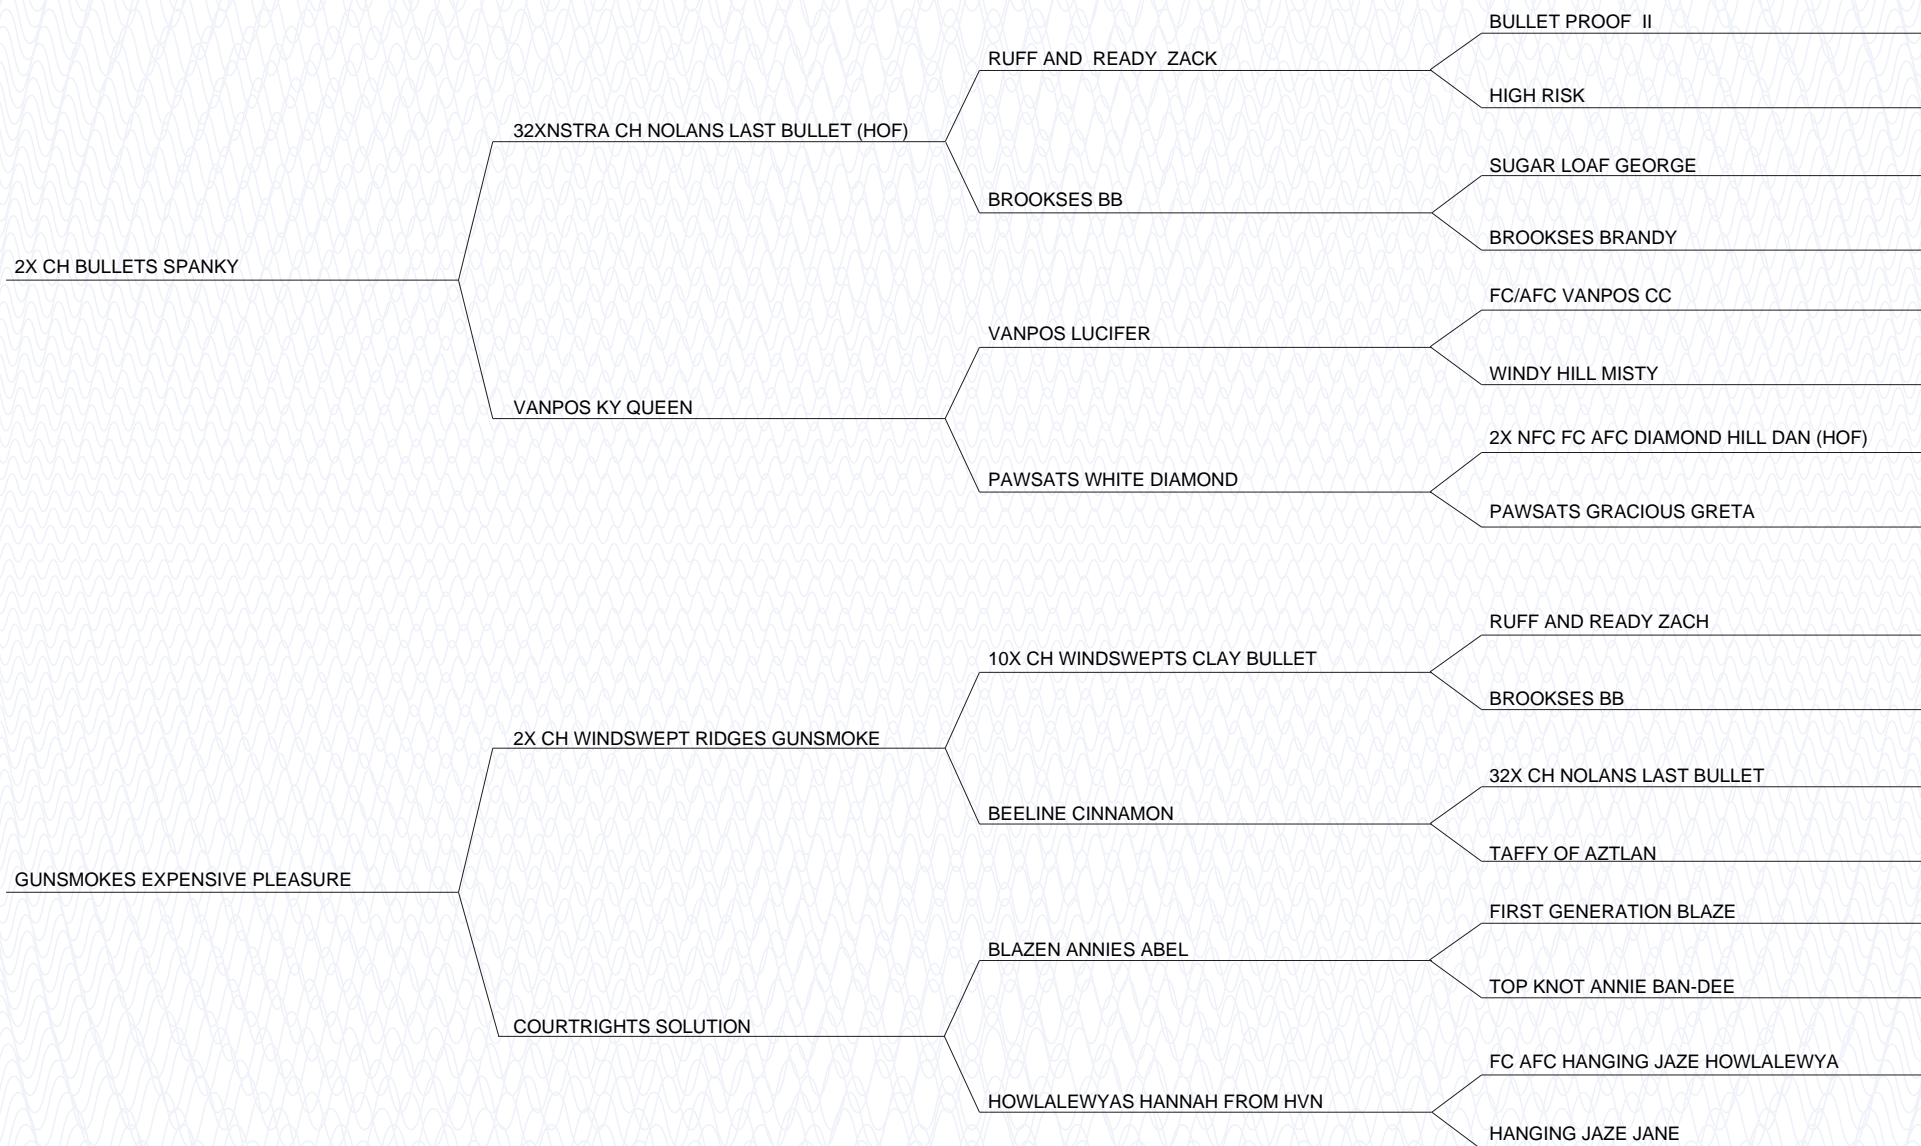 BULLET PROOF  II
RUFF AND  READY  ZACK
HIGH RISK
32XNSTRA CH NOLANS LAST BULLET (HOF)
SUGAR LOAF GEORGE
BROOKSES BB
BROOKSES BRANDY
2X CH BULLETS SPANKY
FC/AFC VANPOS CC
VANPOS LUCIFER
WINDY HILL MISTY
VANPOS KY QUEEN
2X NFC FC AFC DIAMOND HILL DAN (HOF)
PAWSATS WHITE DIAMOND
PAWSATS GRACIOUS GRETA
RUFF AND READY ZACH
10X CH WINDSWEPTS CLAY BULLET
BROOKSES BB
2X CH WINDSWEPT RIDGES GUNSMOKE
32X CH NOLANS LAST BULLET
BEELINE CINNAMON
TAFFY OF AZTLAN
GUNSMOKES EXPENSIVE PLEASURE
FIRST GENERATION BLAZE
BLAZEN ANNIES ABEL
TOP KNOT ANNIE BAN-DEE
COURTRIGHTS SOLUTION
FC AFC HANGING JAZE HOWLALEWYA
HOWLALEWYAS HANNAH FROM HVN
HANGING JAZE JANE